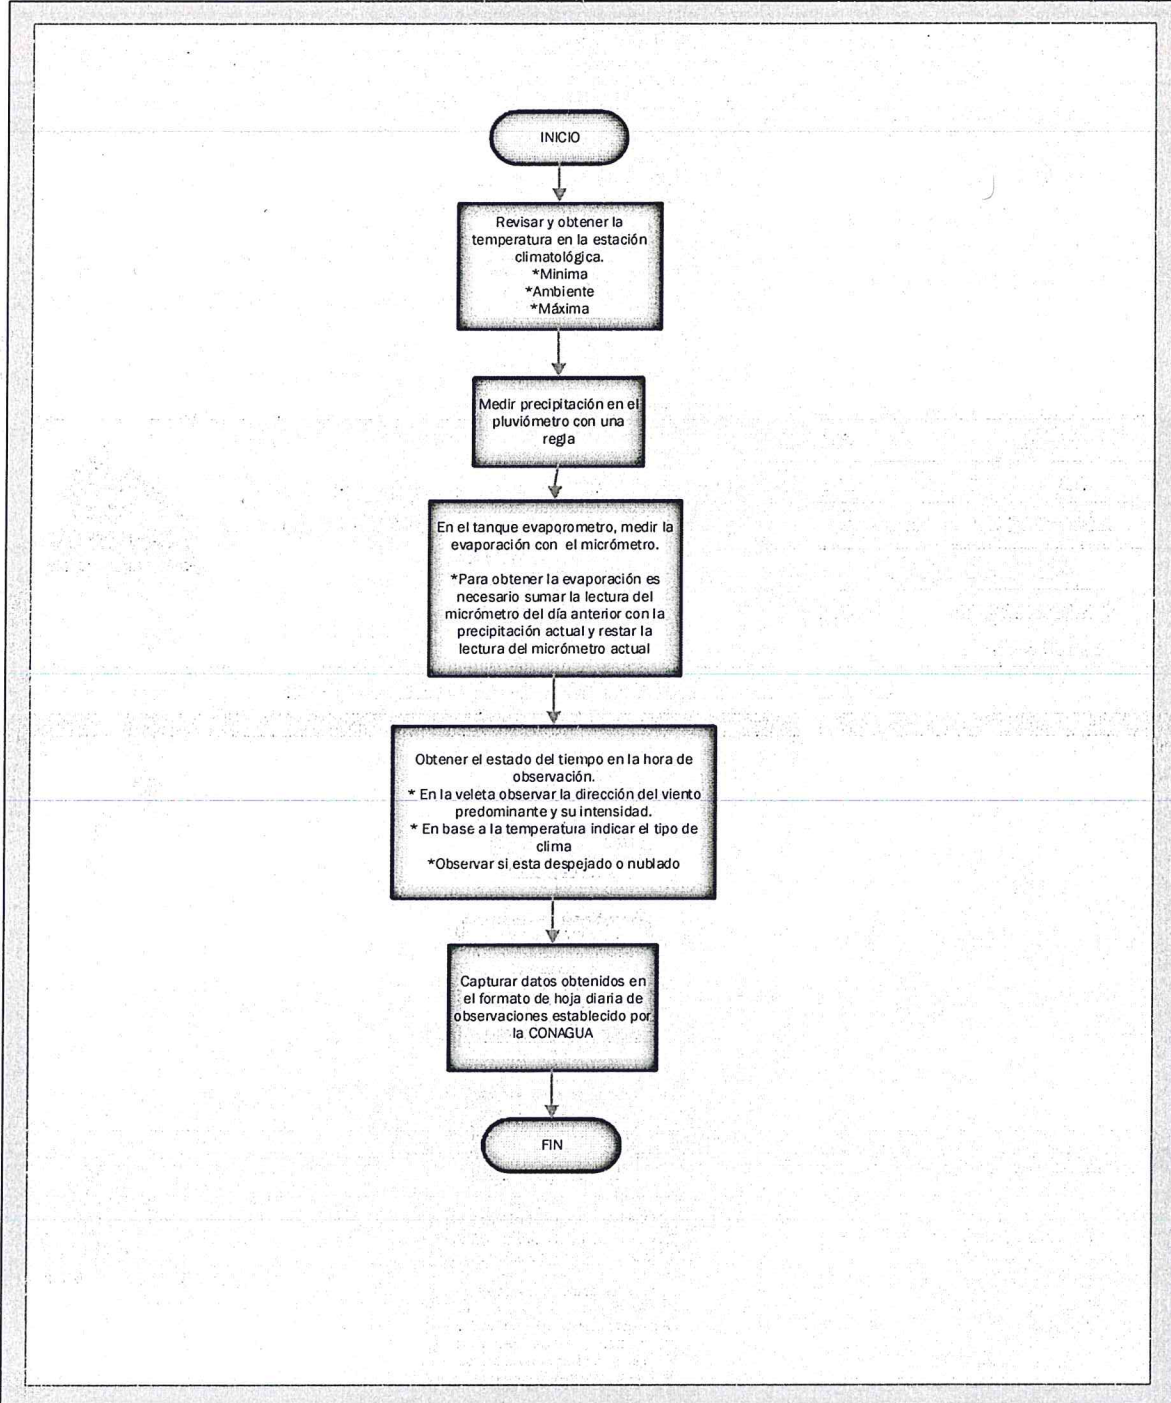 INICIO
Revisar y obtener la
temperatura en la estación
climatológica.
*Minima
*Ambiente
*Máxima
Medir precipitación en el
pluviómetro con una
regla
En el tanque evaporometro, medir la
evaporación con el micrómetro.
*Para obtener la evaporación es
necesario sumar la lectura del
micrómetro del día anterior con la
precipitación actual y restar la
lectura del micrómetro actual
Obtener el estado del tiempo en la hora de
observación.
* En la veleta observar la dirección del viento
predominante y su intensidad.
* En base a la temperatura indicar el tipo de
clima
*Observar si esta despejado o nublado
Capturar datos obtenidos en
el formato de hoja diaria de
observaciones establecido por
la CONAGUA
FIN